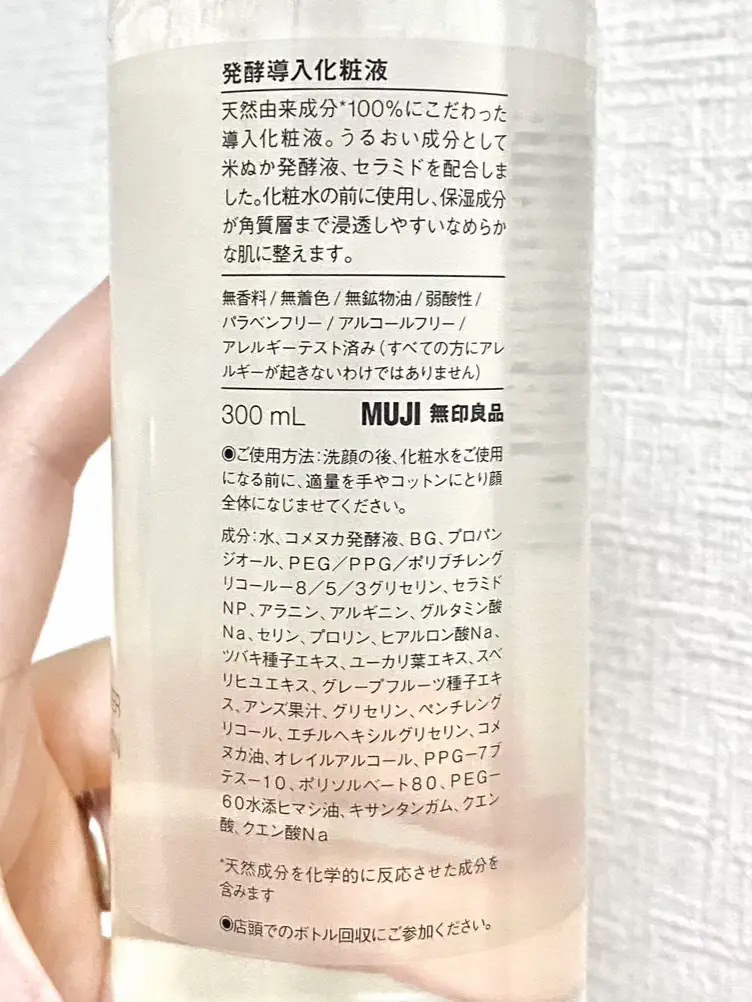 発酵導入化粧液
天然由来成分*100%にこだわった
導入化粧液。うるおい成分として
米ぬか発酵液、セラミドを配合しま
した。化粧水の前に使用し、保湿成分
が角質層まで浸透しやすいなめらか
な肌に整えます。
無香料/無着色/無鉱物油/弱酸性/
パラベンフリー/アルコールフリー/
アレルギーテスト済み(すべての方にアレ
ルギーが起きないわけではありません)
300 mL MUJI 無印良品
◉ご使用方法:洗顔の後、化粧水をご使用
になる前に、適量を手やコットンにとり顔
全体になじませてください。
成分:水、コメヌカ発酵液、BG、プロパン
ジオール、PEG/PPG/ポリブチレング
リコールー8/5/3グリセリン、セラミド
NP、アラニン、アルギニン、グルタミン酸
Na、セリン、プロリン、ヒアルロン酸Na、
ツバキ種子エキス、ユーカリ葉エキス、スベ
リヒユエキス、グレープフルーツ種子エキ
ス、アンズ果汁、グリセリン、ペンチレング
リコール、エチルヘキシルグリセリン、コメ
ヌカ油、オレイルアルコール、PPG-7ブ
テス-10、ポリソルベート80、PEG-
60水添ヒマシ油、キサンタンガム、クエン
酸、クエン酸Na
*天然成分を化学的に反応させた成分を
含みます
◉店頭でのボトル回収にご参加ください。